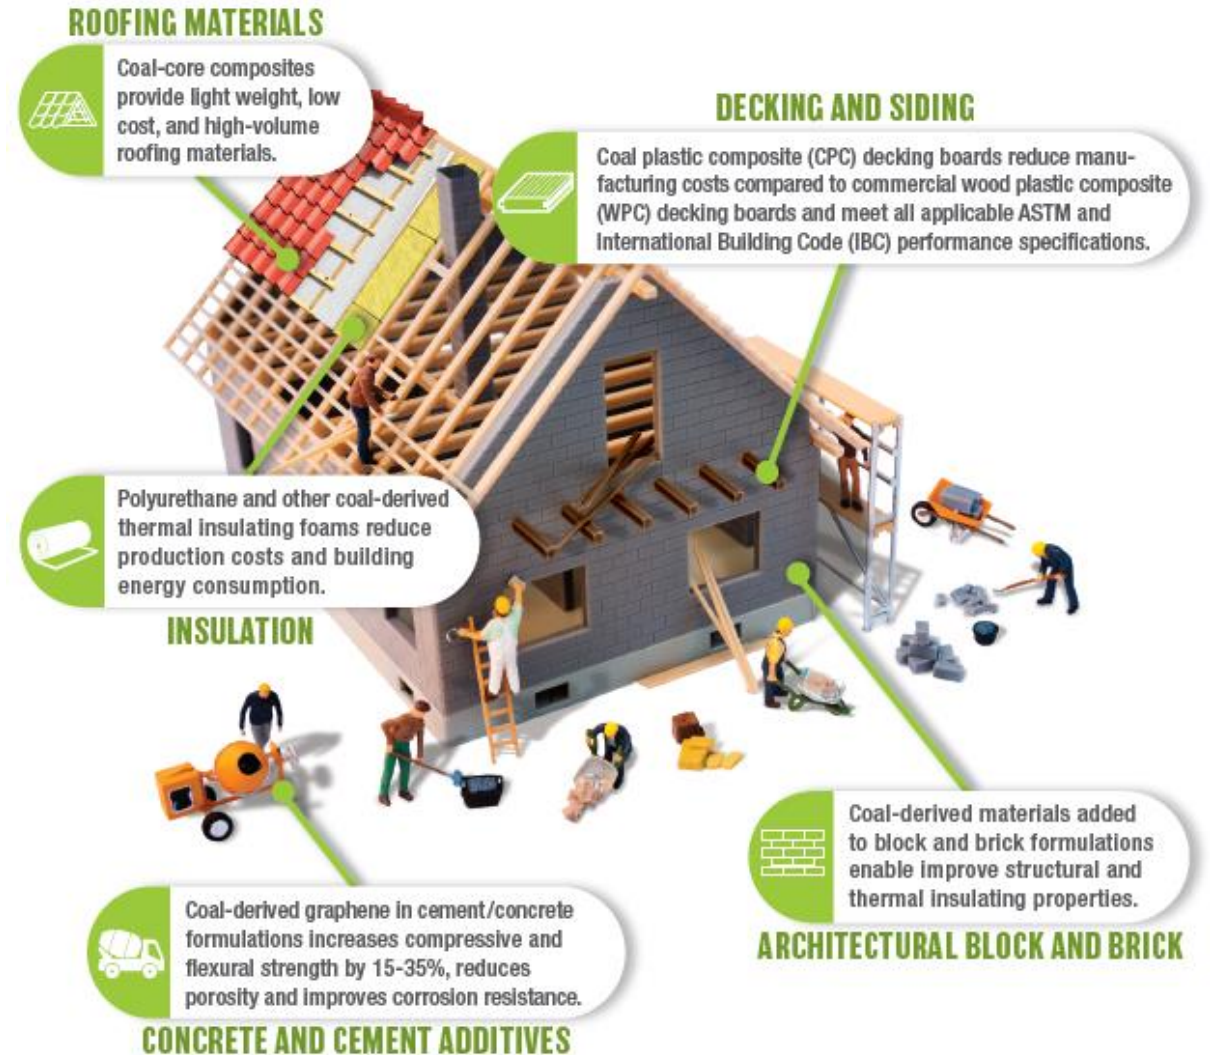 ROOFING MATERIALS
Coal-core composites
provide light weight, low
cost, and high-volume
roofing materials.
DECKING AND SIDING
Coal plastic composite (CPC) decking boards reduce manu-
facturing costs compared to commercial wood plastic composite
(WPC) decking boards and meet all applicable ASTM and
International Building Code (IBC) performance specifications.
Polyurethane and other coal-derived
thermal insulating foams reduce
production costs and building
energy consumption.
INSULATION
Coal-derived materials added
to block and brick formulations
enable improve structural and
thermal insulating properties.
ARCHITECTURAL BLOCK AND BRICK
Coal-derived graphene in cement/concrete
formulations increases compressive and
flexural strength by 15-35%, reduces
porosity and improves corrosion resistance.
CONCRETE AND CEMENT ADDITIVES